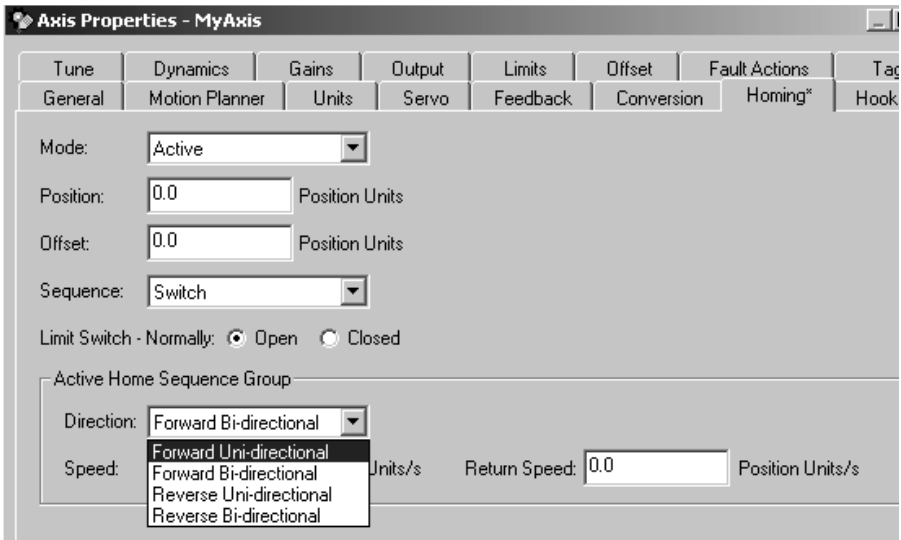 Axis Properties - MyAxis
Tune Dynamics Gains Output Limits Offset Fault Actions Tag
General Motion Planner Units Servo Feedback Conversion Homing* Hook
Mode: Active
Position: 0.0 Position Units
Offset: 0.0 Position Units
Sequence: Switch
Limit Switch - Normally: Open Closed
Active Home Sequence Group
Direction: Forward Bi-directional
Forward Uni-directional
Speed: Forward Bi-directional Units/s Return Speed: 0.0 Position Units/s
Reverse Uni-directional
Reverse Bi-directional